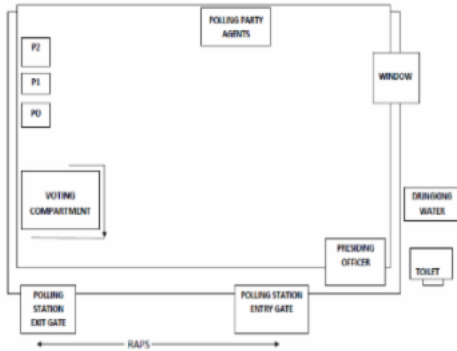 POLLING PARTY
AGENTS
P2
P1
PO
WINDOW
VOTING
COMPARTMENT
DRINGKING
WATER
PRESIDING
OFFICER
TOILET
POLLING
STATION
EXIT GATE
POLLING STATION
ENTRY GATE
RAPS